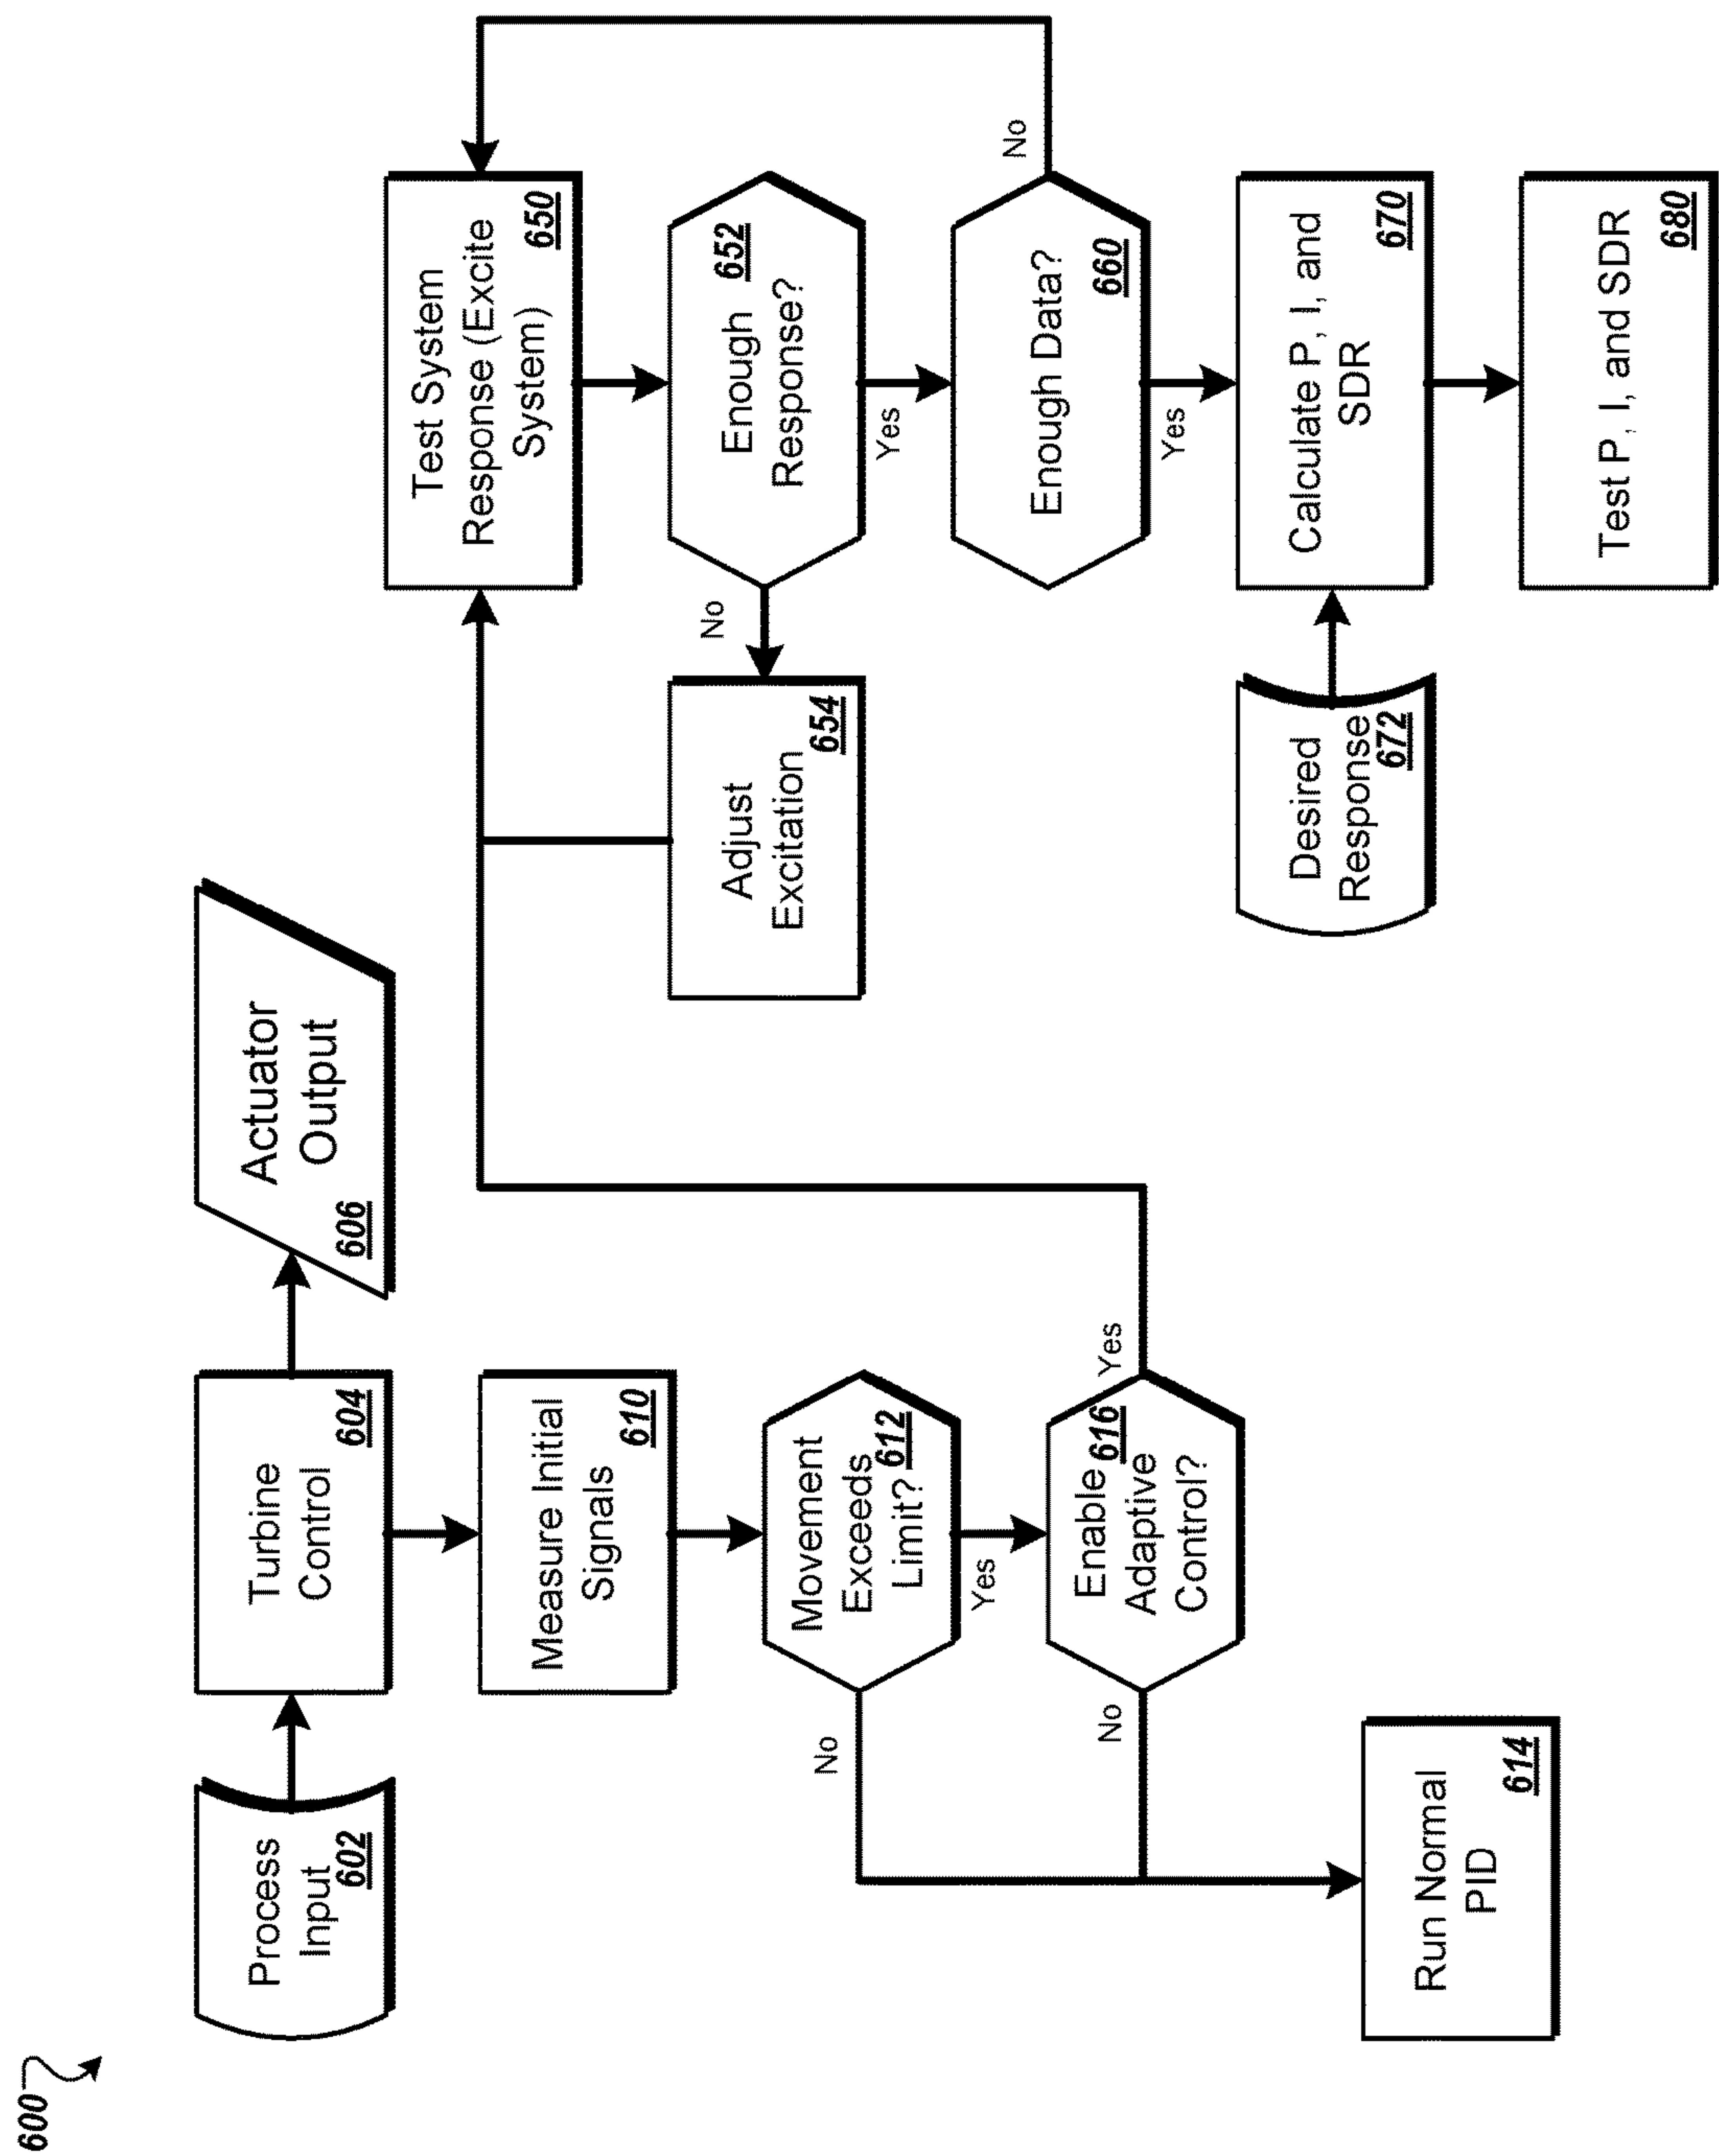 600
Process
Input
602
Turbine
Control
604
Actuator
Output
606
Measure Initial
Signals
610
Movement
Exceeds
Limit?
612
No
Yes
Enable
616
Adaptive
Control?
No
Yes
Run Normal
PID
614
Test System
Response (Excite
System)
650
Enough
652
Response?
No
Yes
Adjust
Excitation
654
Enough Data?
660
No
Yes
Desired
Response
672
Calculate P, I, and
SDR
670
Test P, I, and SDR
680